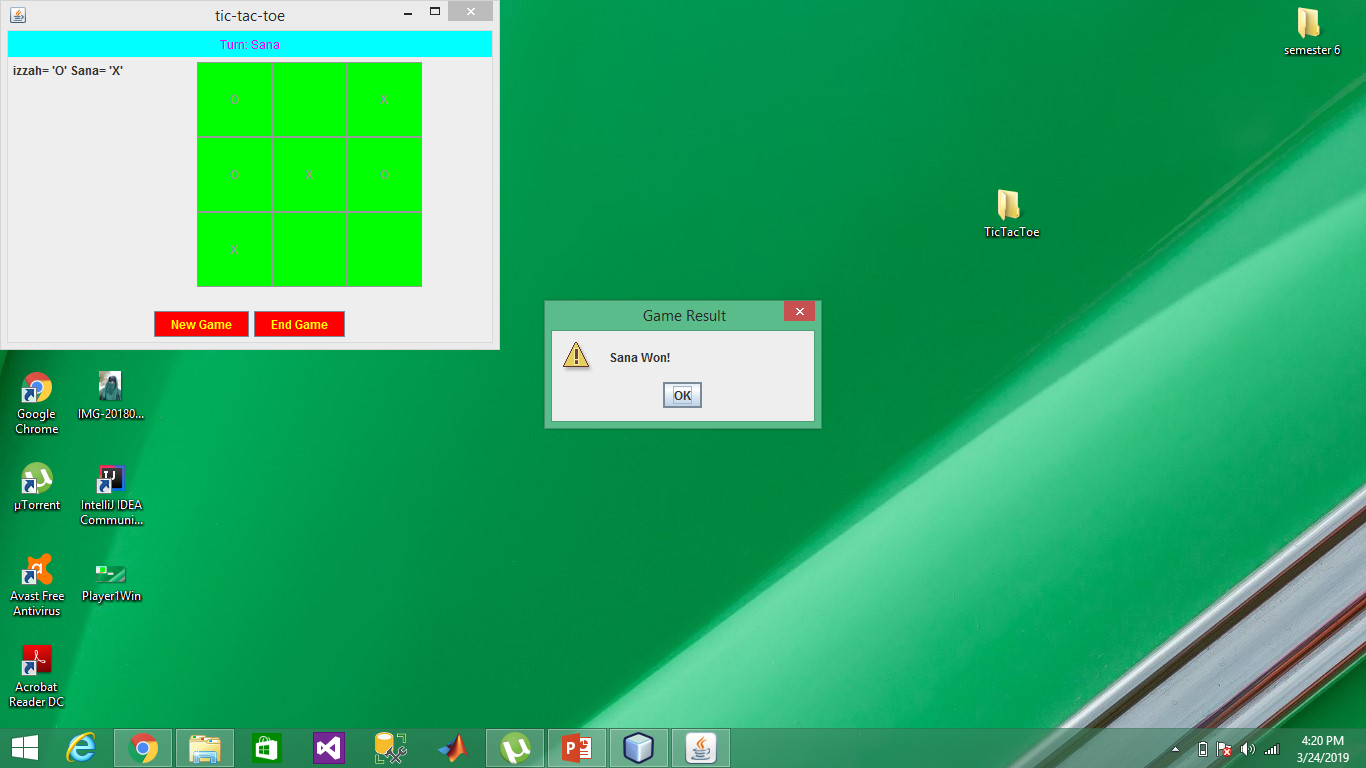 tic-tac-toe
Turn: Sana
izzah= 'O' Sana= 'X'
O X
O X O
X
New Game End Game
Game Result
Sana Won!
OK
semester 6
TicTacToe
Google
Chrome
IMG-20180...
µTorrent
IntelliJ IDEA
Communi...
Avast Free
Antivirus
Player1Win
Acrobat
Reader DC
4:20 PM
3/24/2019